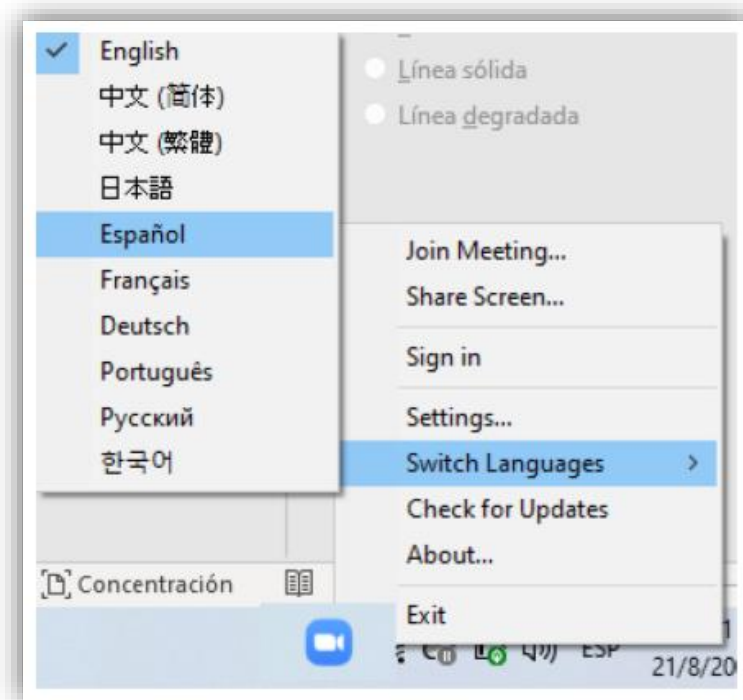 English
中文 (简体)
中文 (繁體)
日本語
Español
Français
Deutsch
Português
Русский
한국어
Línea sólida
Línea degradada
Join Meeting...
Share Screen...
Sign in
Settings...
Switch Languages
Check for Updates
About...
Exit
Concentración
ESP
21/8/20